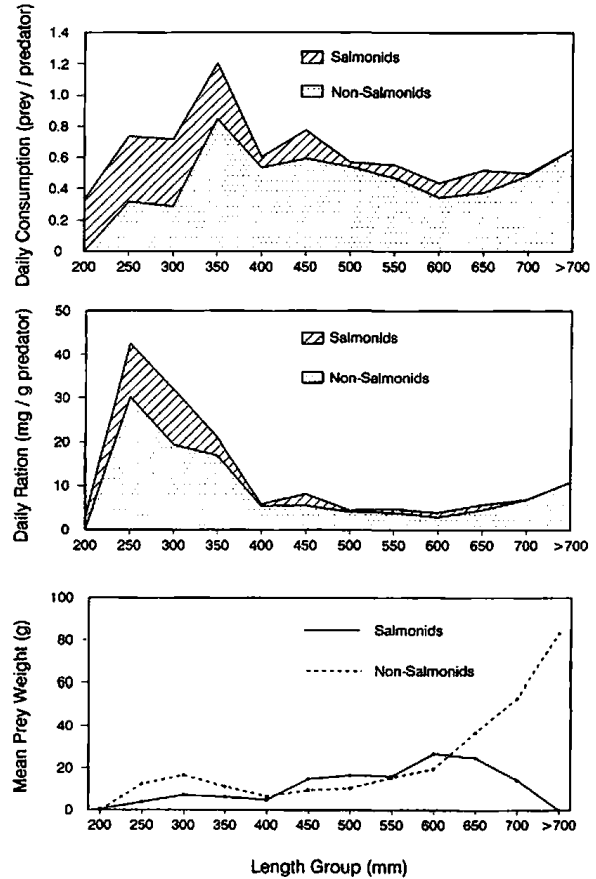 Daily Consumption (prey / predator)
1.4
1.2
1.0
0.8
0.6
0.4
0.2
0
Salmonids
Non-Salmonids
200 250 300 350 400 450 500 550 600 650 700 >700
Daily Ration (mg / g predator)
50
40
30
20
10
0
Salmonids
Non-Salmonids
200 250 300 350 400 450 500 550 600 650 700 >700
Mean Prey Weight (g)
100
80
60
40
20
0
Salmonids
Non-Salmonids
200 250 300 350 400 450 500 550 600 650 700 >700
Length Group (mm)